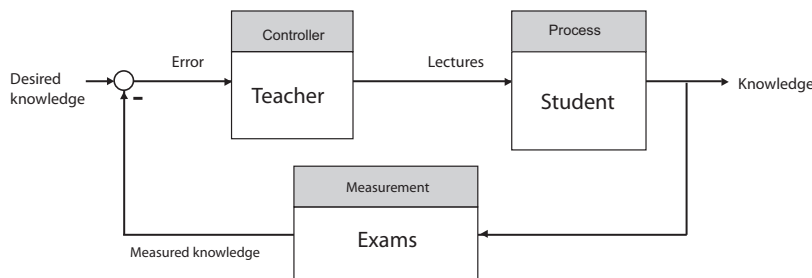 Controller
Process
Error
Lectures
Desired
knowledge
Teacher
Student
Knowledge
-
Measurement
Measured knowledge
Exams